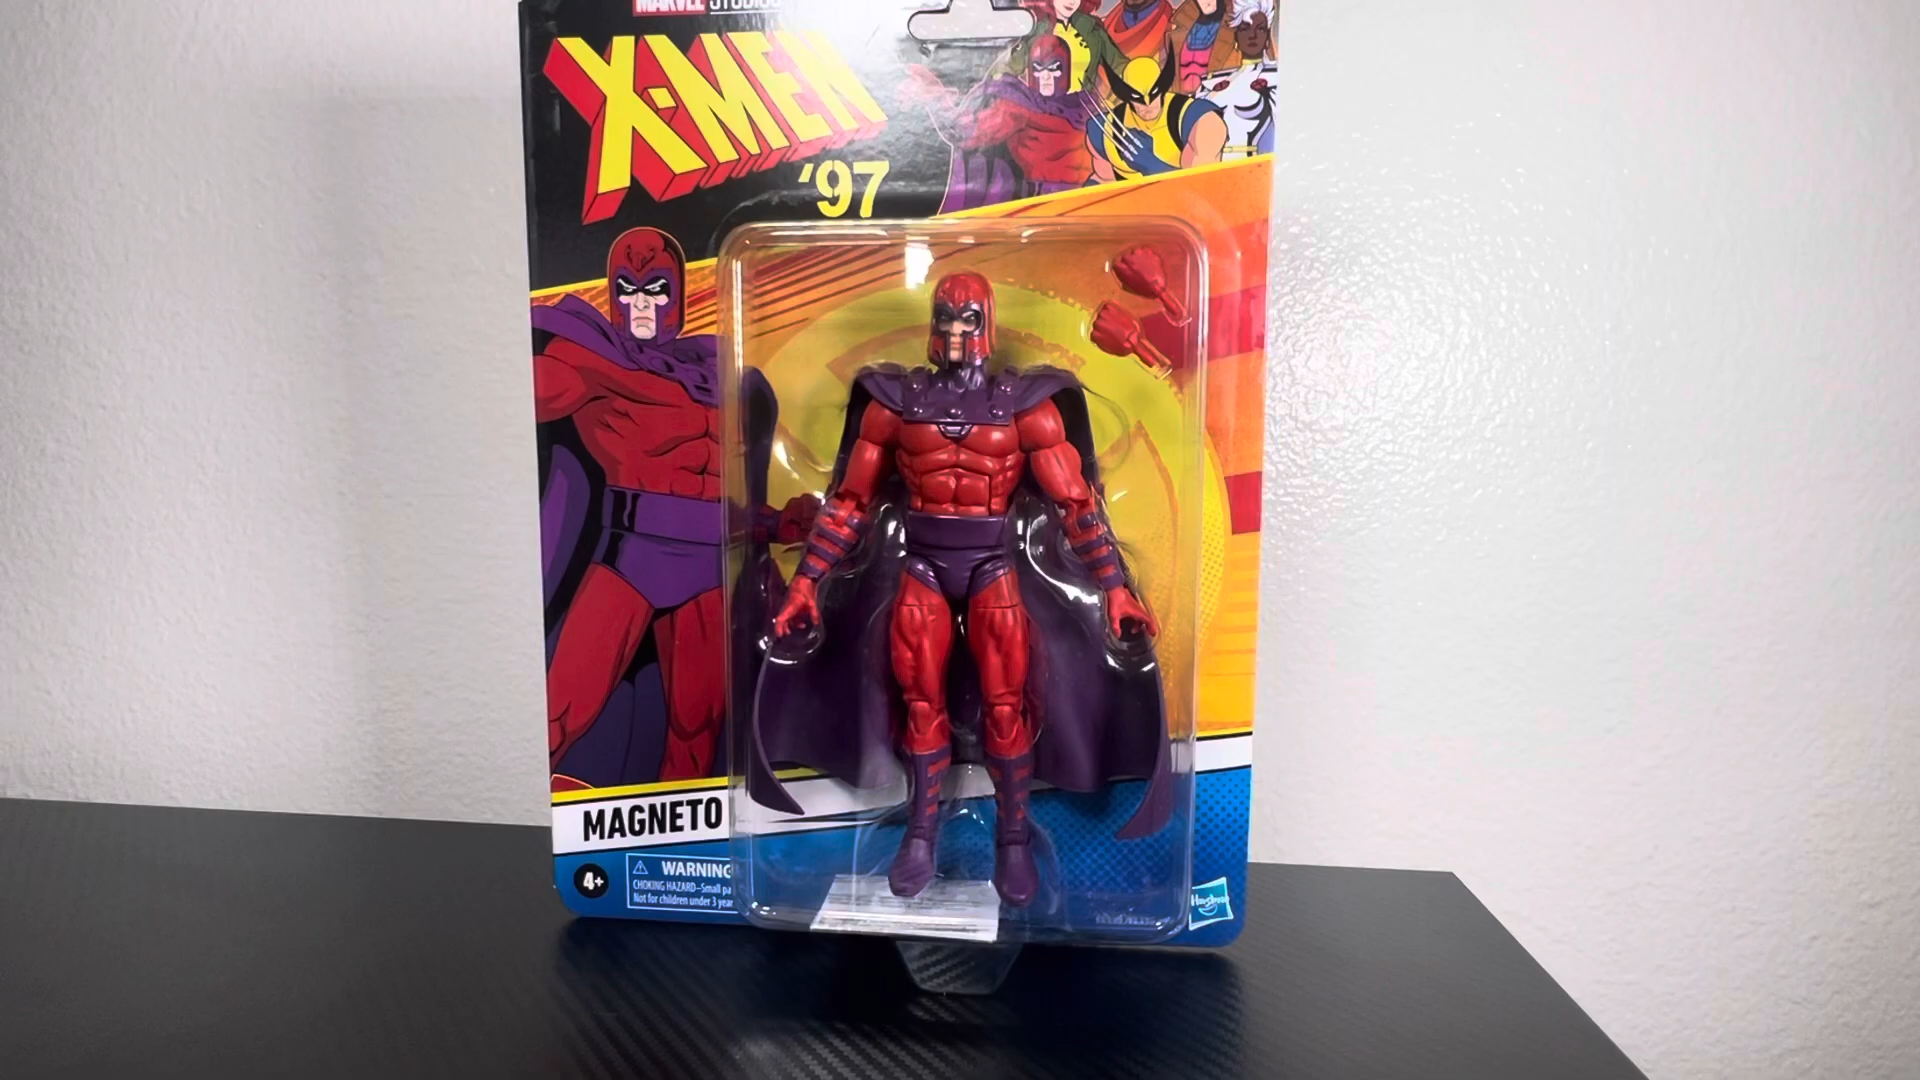 MARVEL STUDIOS
X-MEN
'97
MAGNETO
4+
WARNING
CHOKING HAZARD–Small pa
Not for children under 3 year
Hasbro